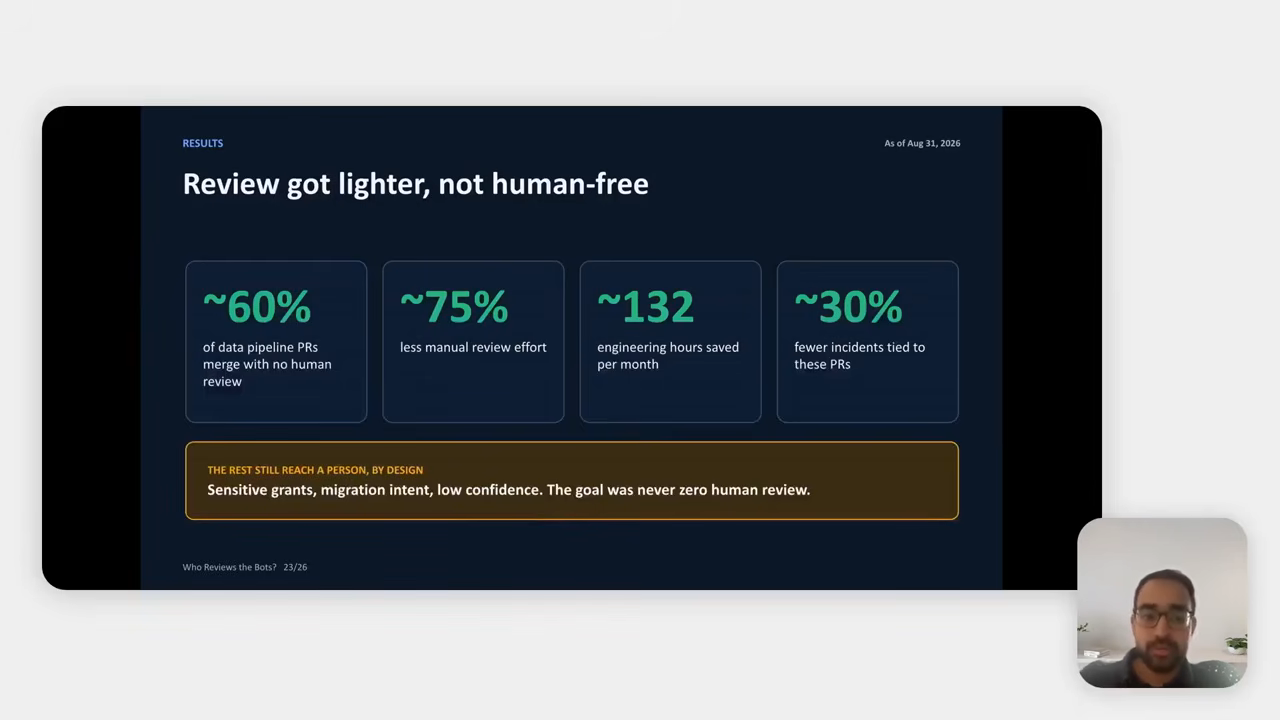 RESULTS
As of Aug 31, 2026
Review got lighter, not human-free
~60%
of data pipeline PRs
merge with no human
review
~75%
less manual review effort
~132
engineering hours saved
per month
~30%
fewer incidents tied to
these PRs
THE REST STILL REACH A PERSON, BY DESIGN
Sensitive grants, migration intent, low confidence. The goal was never zero human review.
Who Reviews the Bots? 23/26